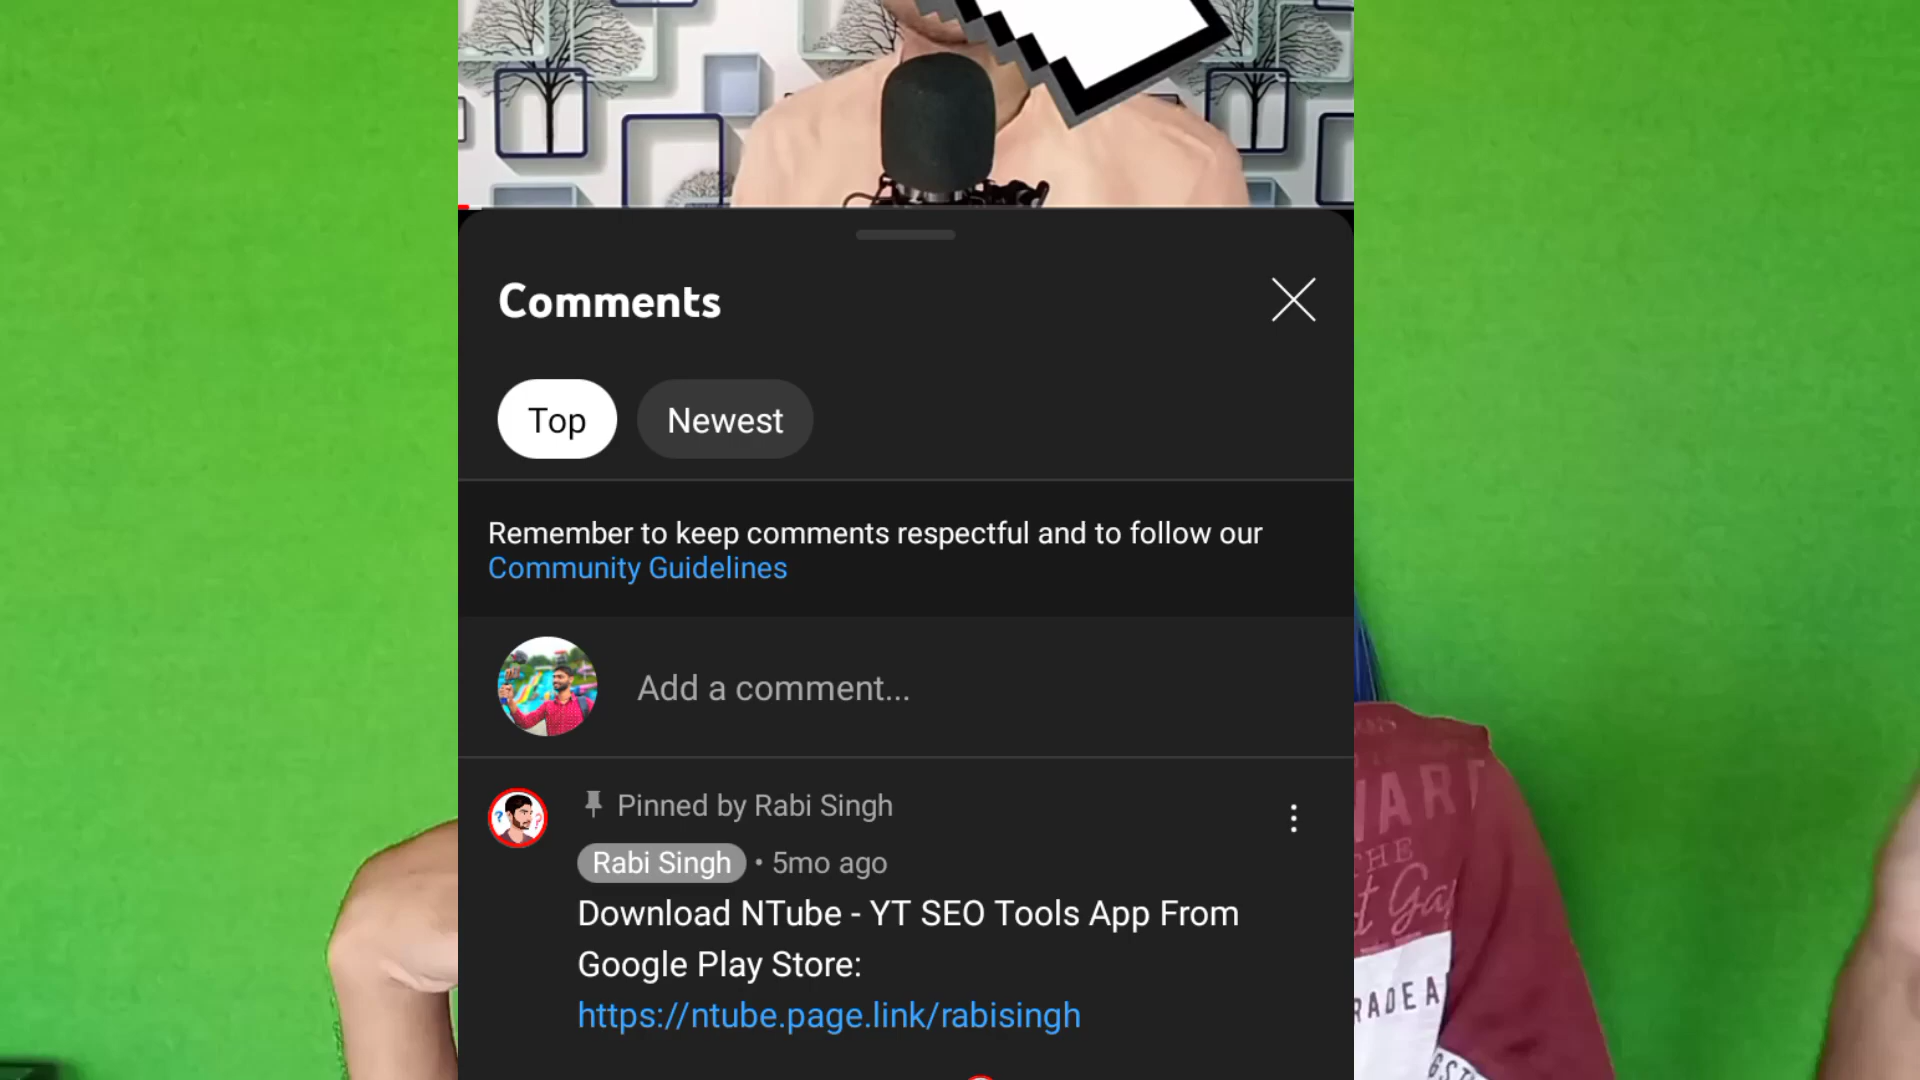 Comments
Top
Newest
Remember to keep comments respectful and to follow our
Community Guidelines
Add a comment...
Pinned by Rabi Singh
Rabi Singh • 5mo ago
Download NTube - YT SEO Tools App From
Google Play Store:
https://ntube.page.link/rabisingh
THE